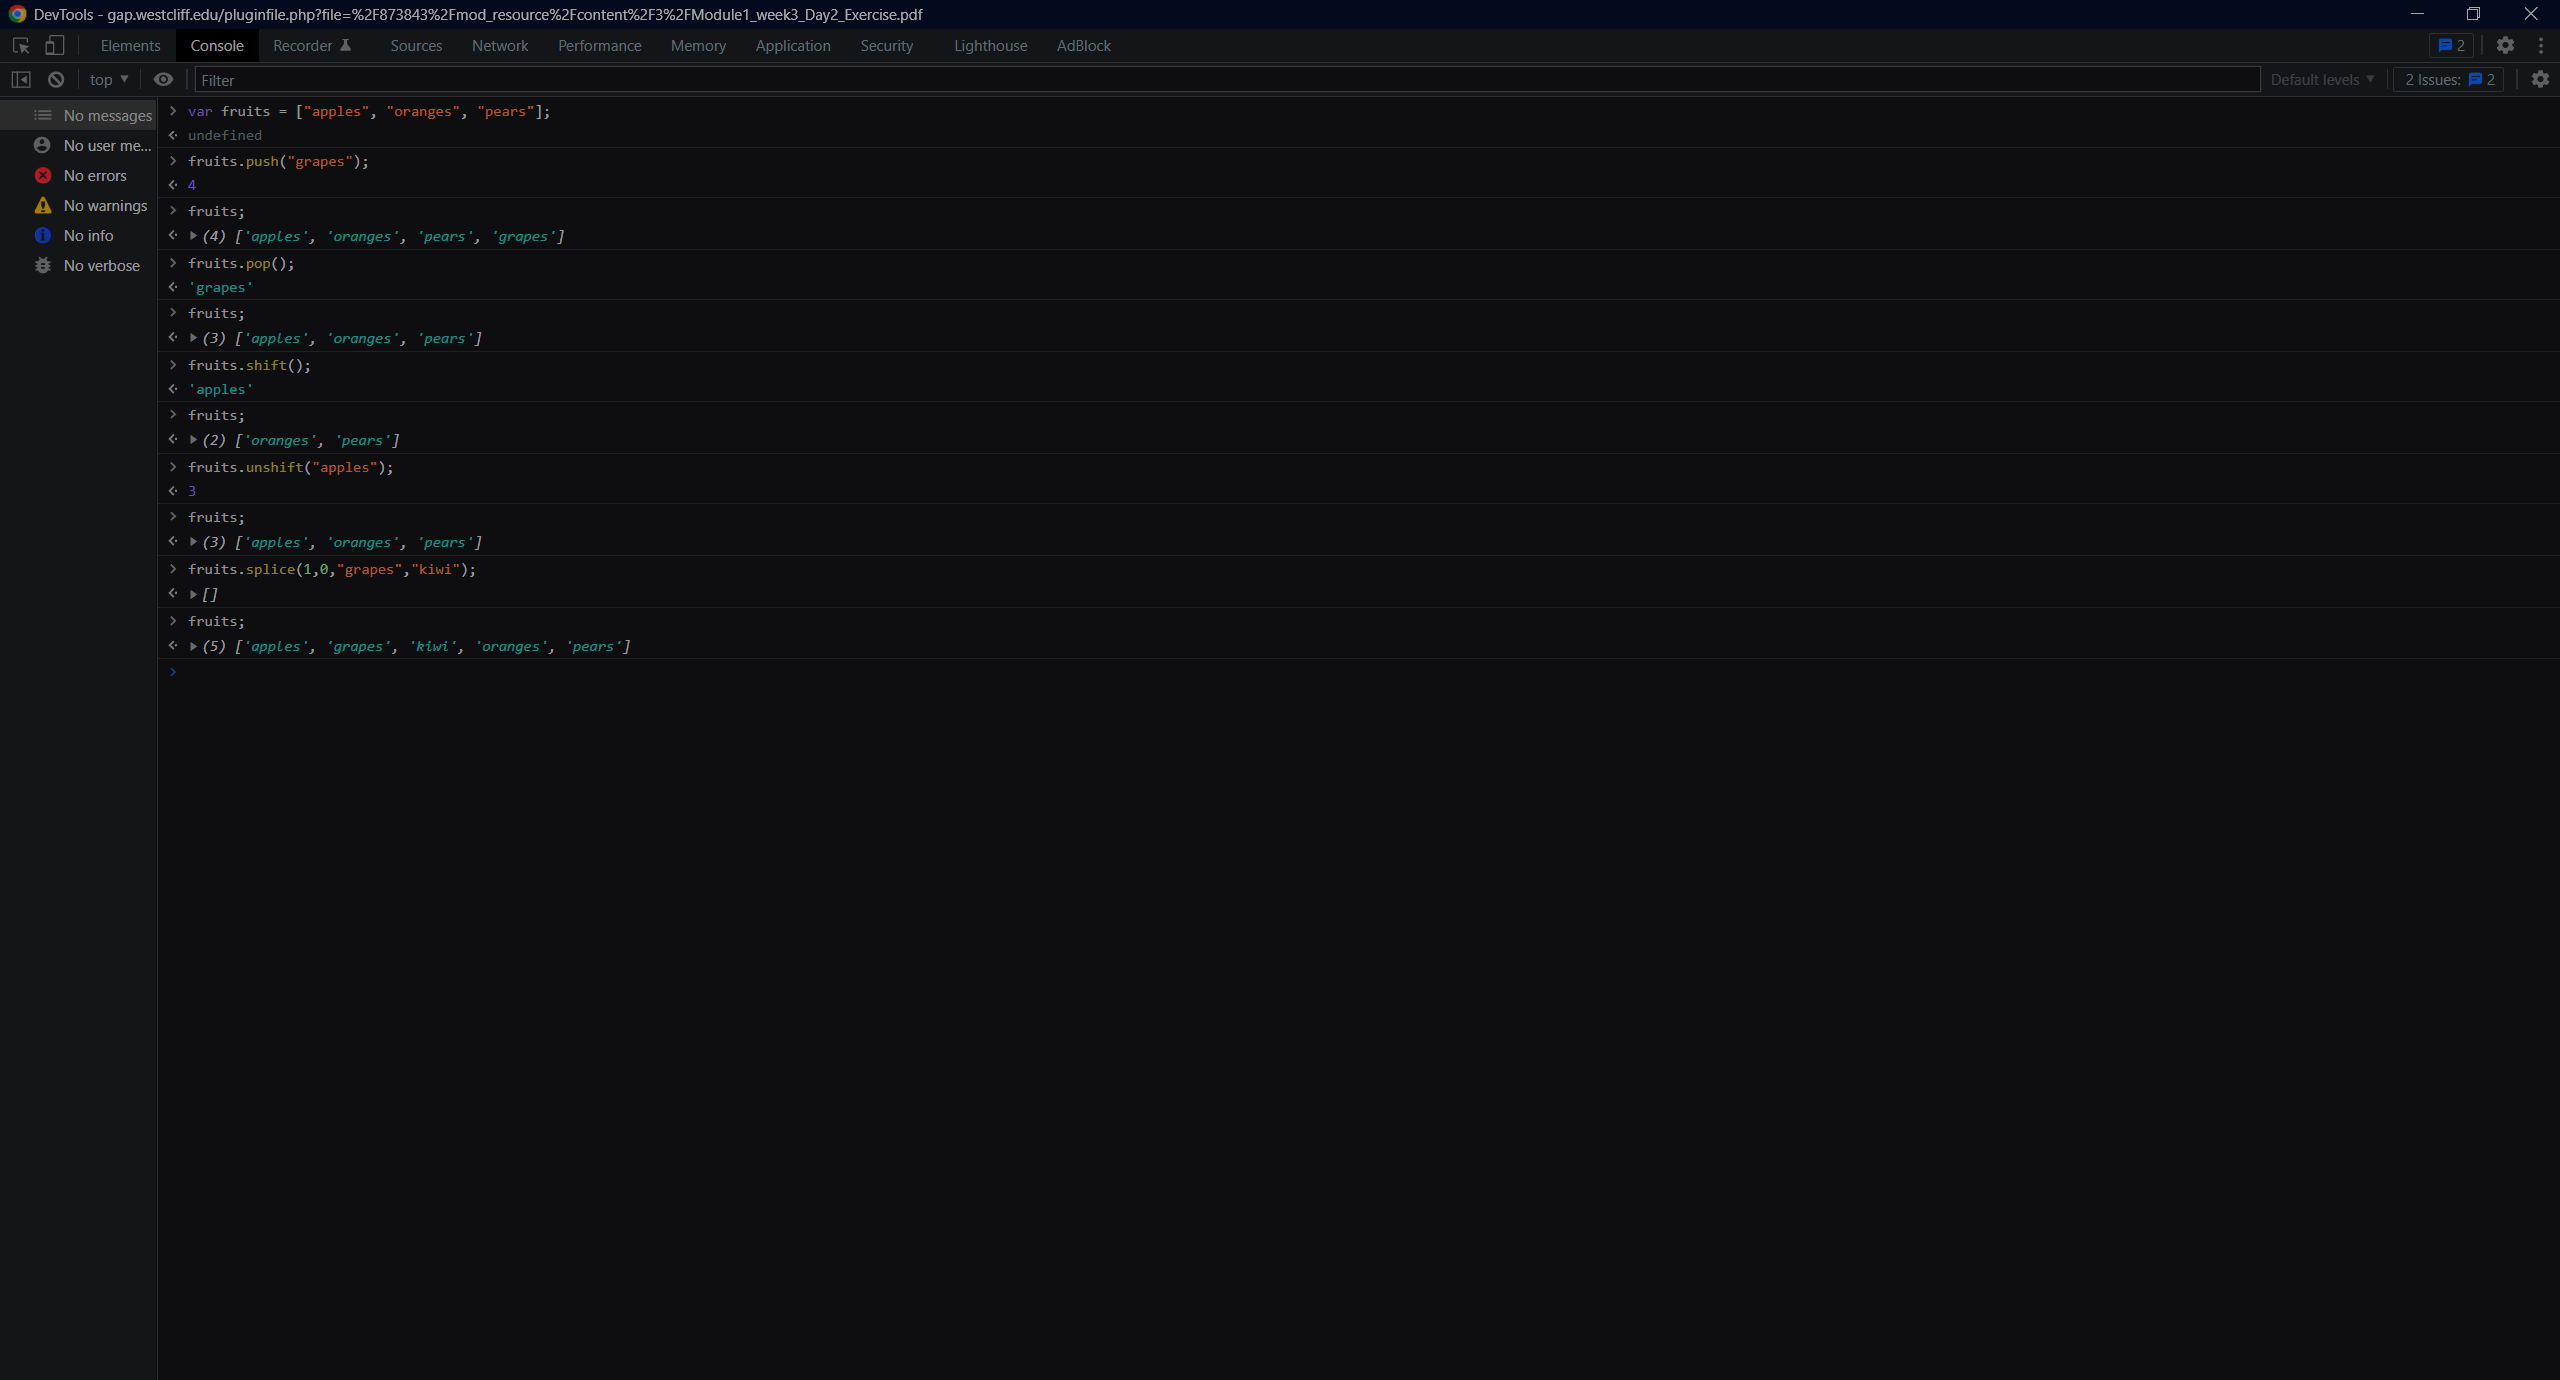 DevTools - gap.westcliff.edu/pluginfile.php?file=%2F873843%2Fmod_resource%2Fcontent%2F3%2FModule1_week3_Day2_Exercise.pdf
Elements Console Recorder Sources Network Performance Memory Application Security Lighthouse AdBlock 2
top Filter Default levels 2 Issues: 2
No messages
No user me...
No errors
No warnings
No info
No verbose
> var fruits = ["apples", "oranges", "pears"];
undefined
> fruits.push("grapes");
4
> fruits;
(4) ['apples', 'oranges', 'pears', 'grapes']
> fruits.pop();
'grapes'
> fruits;
(3) ['apples', 'oranges', 'pears']
> fruits.shift();
'apples'
> fruits;
(2) ['oranges', 'pears']
> fruits.unshift("apples");
3
> fruits;
(3) ['apples', 'oranges', 'pears']
> fruits.splice(1,0,"grapes","kiwi");
[]
> fruits;
(5) ['apples', 'grapes', 'kiwi', 'oranges', 'pears']
>